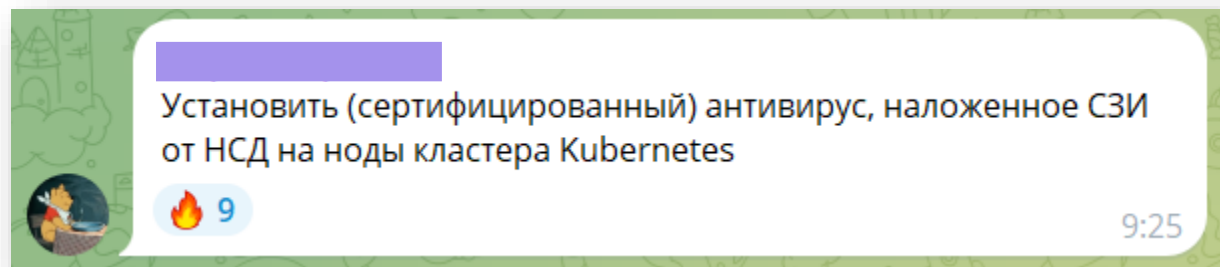 Установить (сертифицированный) антивирус, наложенное СЗИ
от НСД на ноды кластера Kubernetes
🔥 9
9:25